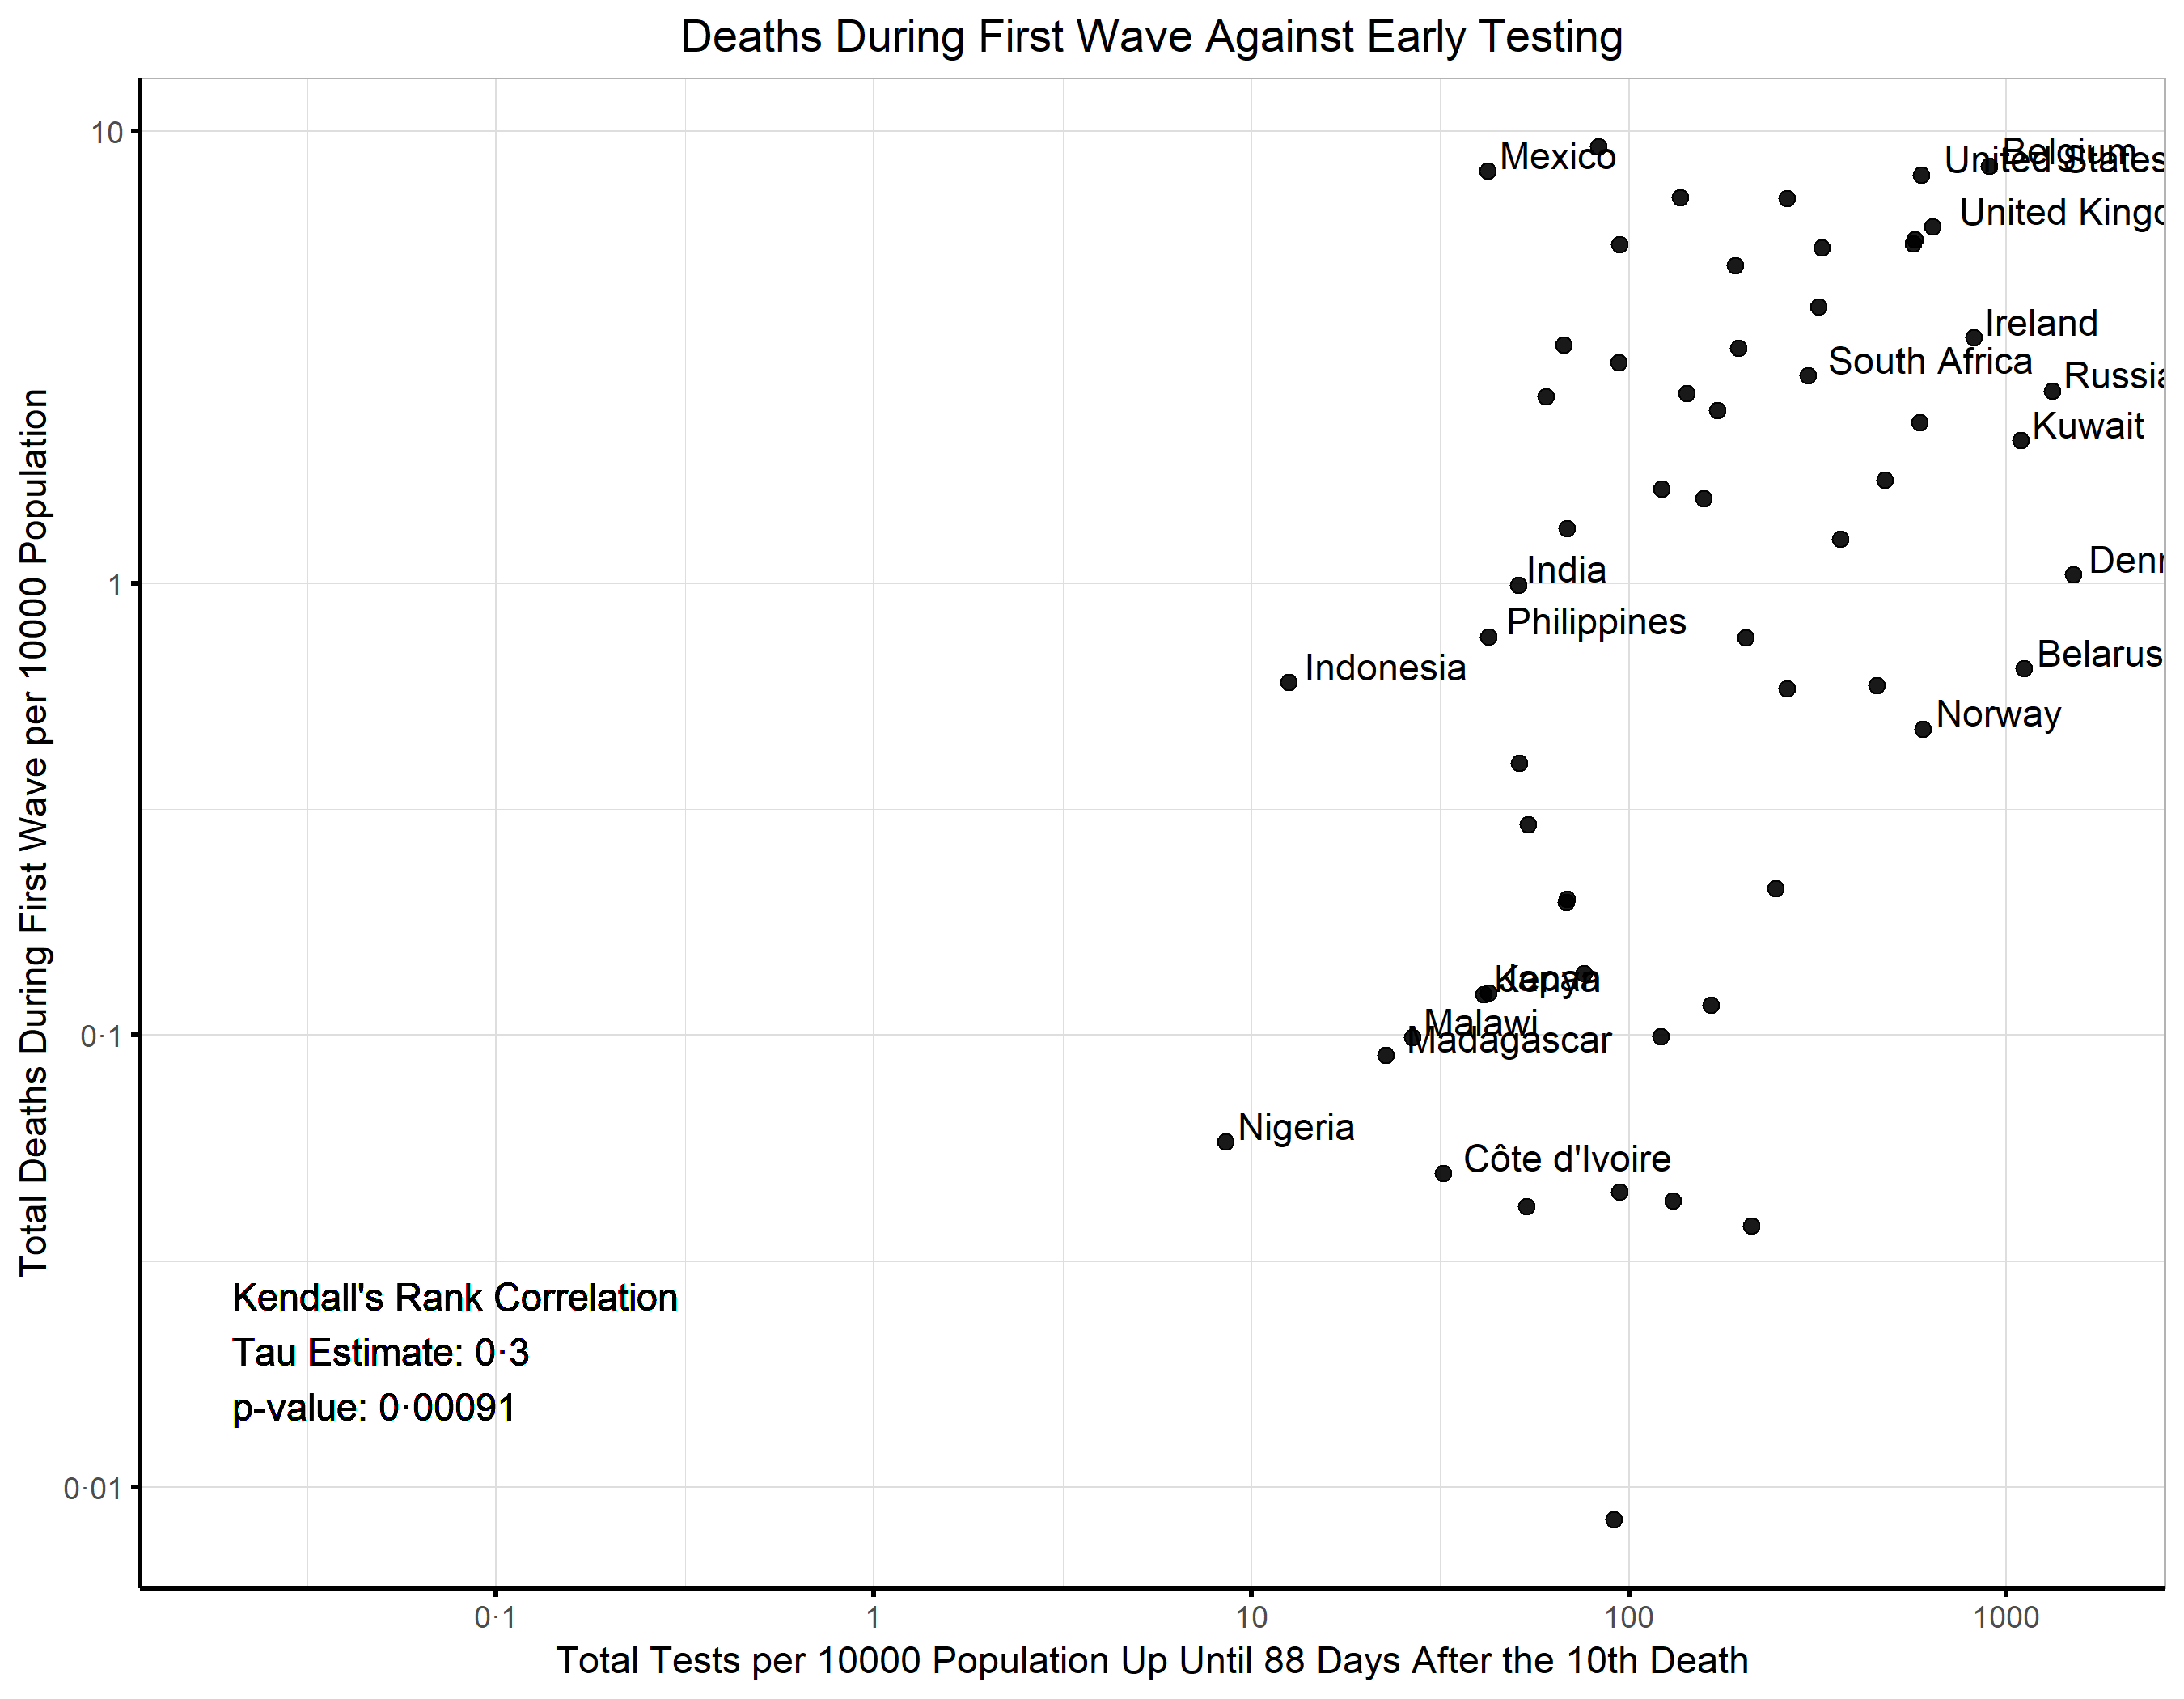 Deaths During First Wave Against Early Testing
Total Deaths During First Wave per 10000 Population
10
1
0·1
0·01
Mexico
Belgium
United States
United Kingd
Ireland
South Africa
Russia
Kuwait
India
Denm
Philippines
Belarus
Indonesia
Norway
Japan
Kenya
Malawi
Madagascar
Nigeria
Côte d'Ivoire
Kendall's Rank Correlation
Tau Estimate: 0·3
p-value: 0·00091
0·1
1
10
100
1000
Total Tests per 10000 Population Up Until 88 Days After the 10th Death